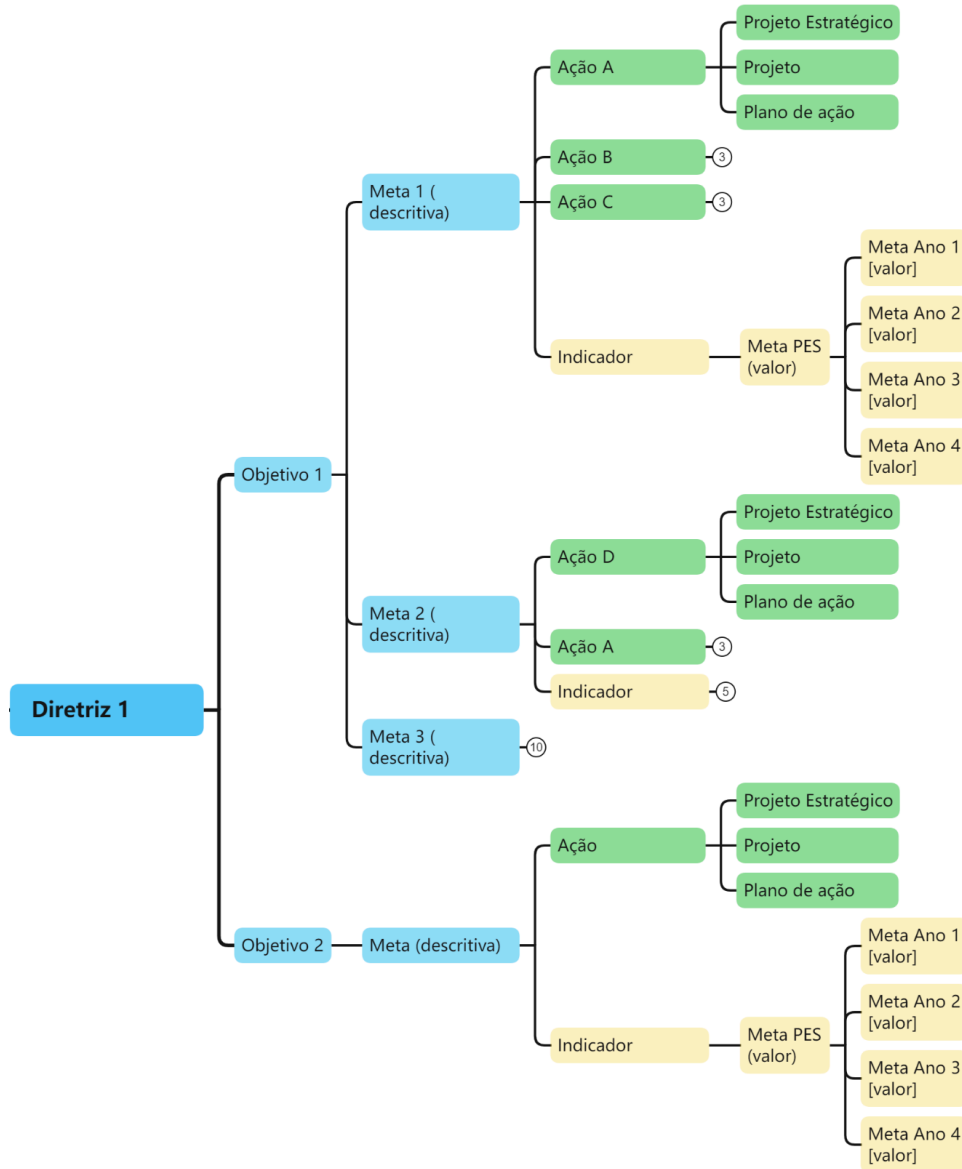 Projeto Estratégico
Ação A
Projeto
Plano de ação
Ação B
3
Meta 1 (
descritiva)
Ação C
3
Meta Ano 1
[valor]
Meta Ano 2
[valor]
Indicador
Meta PES
(valor)
Meta Ano 3
[valor]
Meta Ano 4
[valor]
Objetivo 1
Projeto Estratégico
Ação D
Projeto
Plano de ação
Meta 2 (
descritiva)
Ação A
3
Indicador
5
Diretriz 1
Meta 3 (
descritiva)
10
Projeto Estratégico
Ação
Projeto
Plano de ação
Objetivo 2
Meta (descritiva)
Meta Ano 1
[valor]
Meta Ano 2
[valor]
Indicador
Meta PES
(valor)
Meta Ano 3
[valor]
Meta Ano 4
[valor]